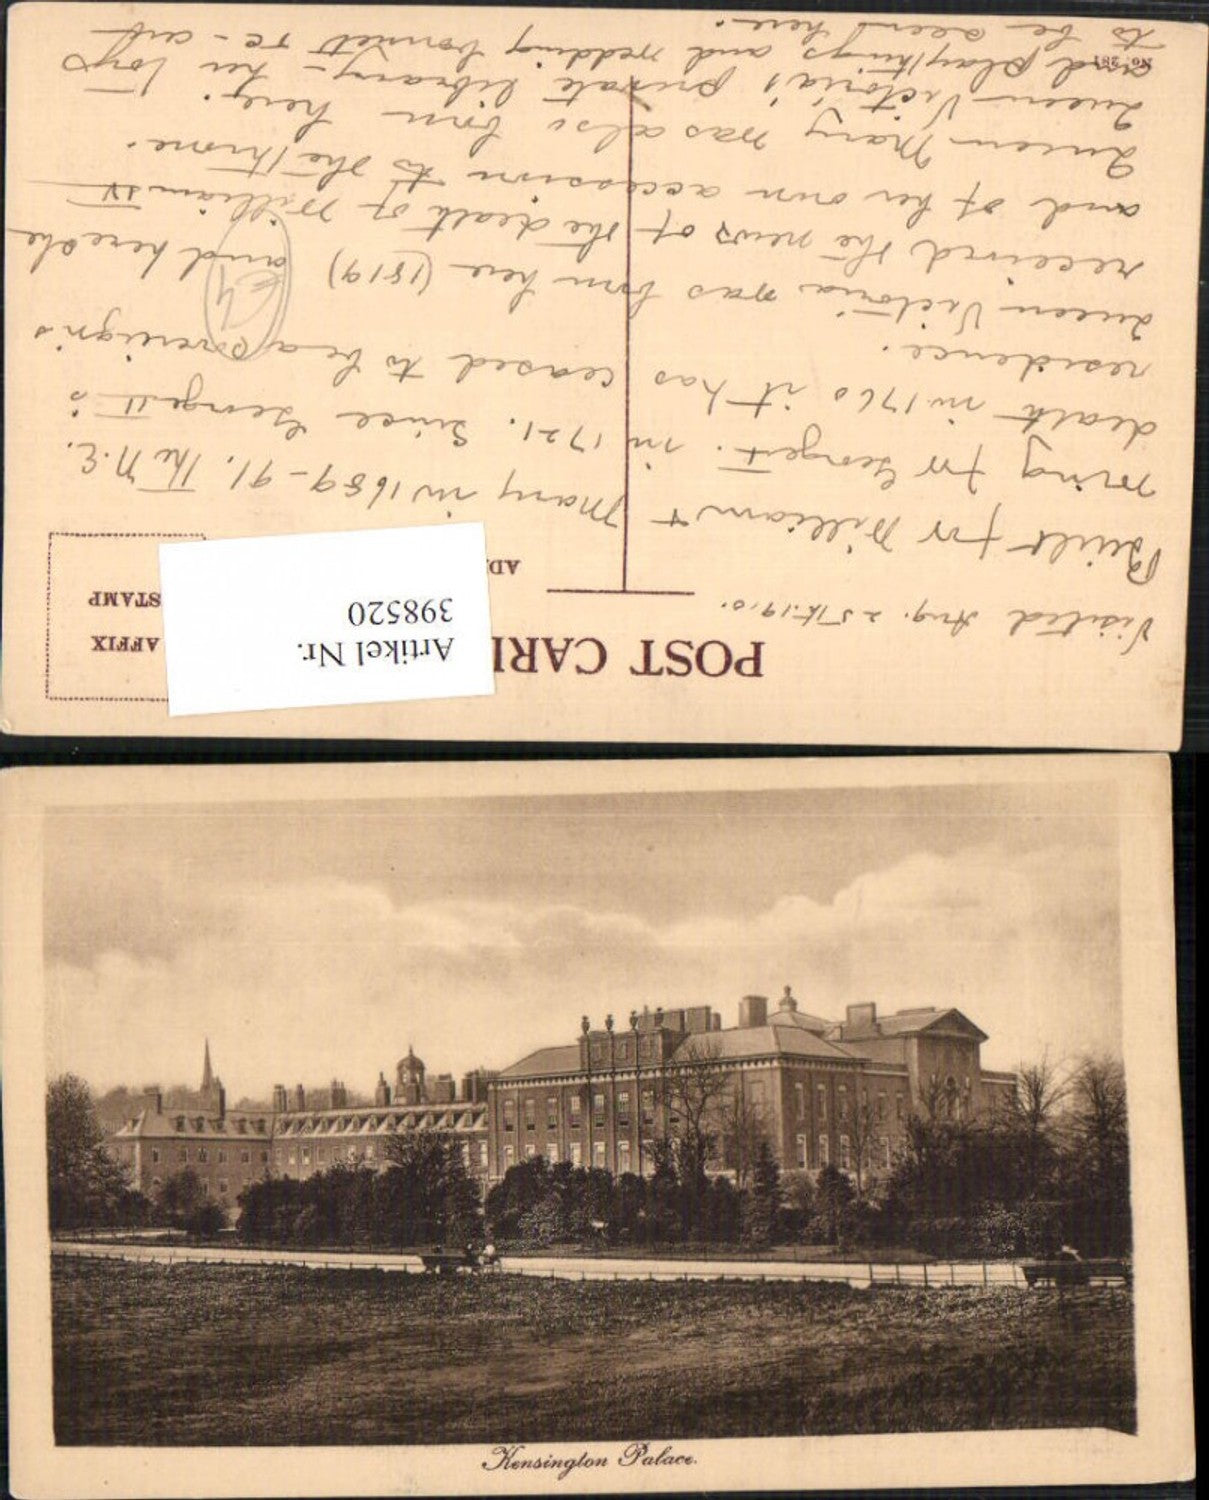 POST CARD
AFFIX
STAMP
Artikel Nr.
398520
Visited Aug. 25th.
Built for William +
Mary in 1689-91. The N.E.
wing for George I. in 1721. Since George II's
death in 1760 it has ceased to be a sovereign's
residence.
Queen Victoria was born here (1819) and here she
received the news of the death of William IV
and of her own accession to the throne.
Queen Mary was also born here.
Queen Victoria's private library - her toys
and playthings and wedding bonnet
to be seen here.
No. 281
Kensington Palace.